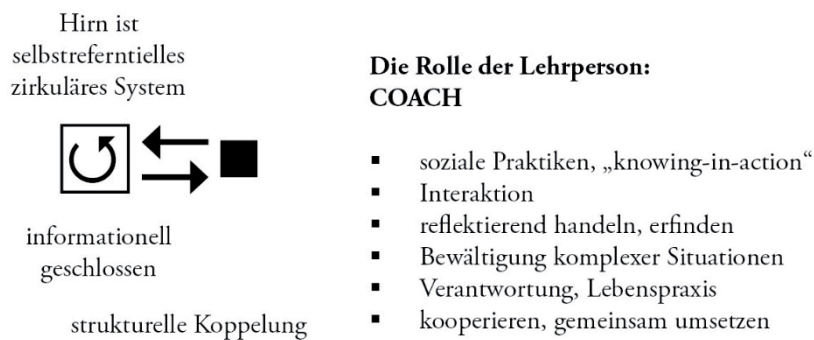 Hirn ist
selbstreferntielles
zirkuläres System
informationell
geschlossen
strukturelle Koppelung
Die Rolle der Lehrperson:
COACH
▪ soziale Praktiken, „knowing-in-action“
▪ Interaktion
▪ reflektierend handeln, erfinden
▪ Bewältigung komplexer Situationen
▪ Verantwortung, Lebenspraxis
▪ kooperieren, gemeinsam umsetzen